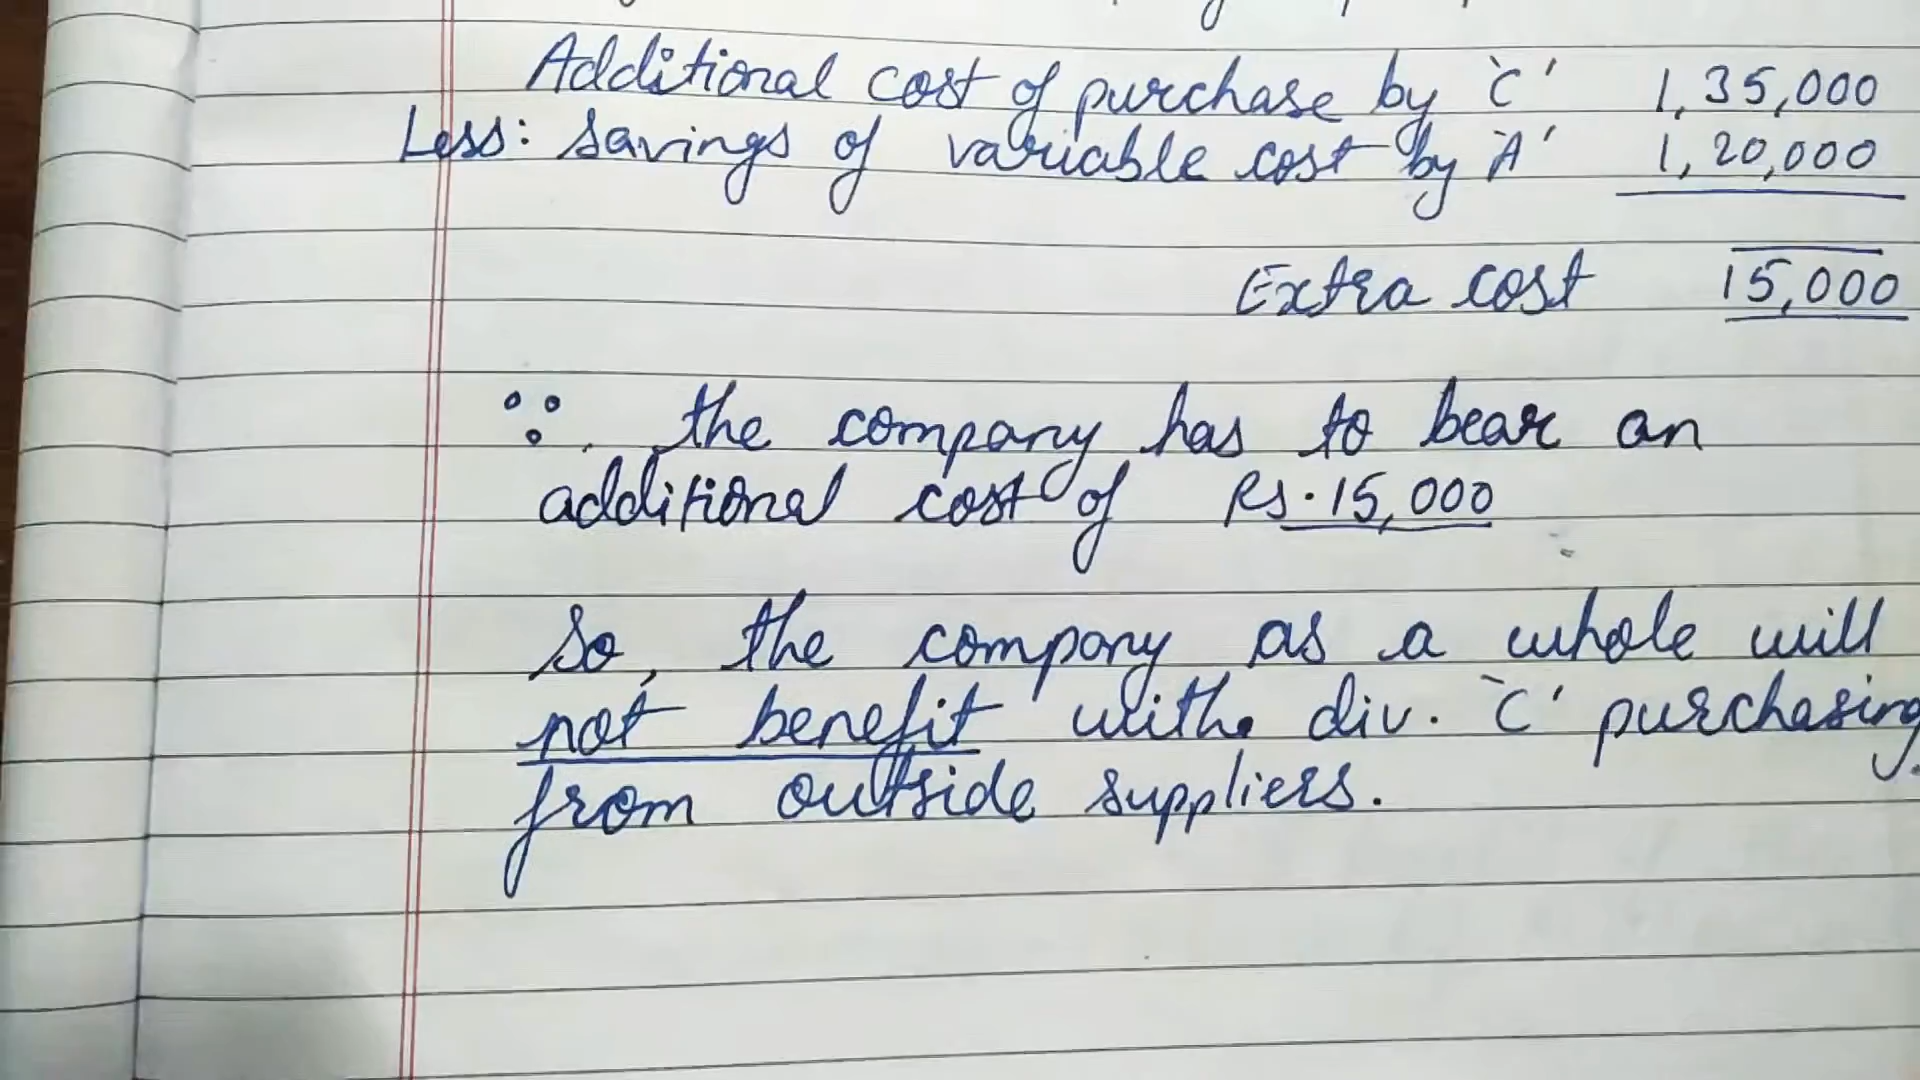 Additional cost of purchase by 'C' 1,35,000
Less: Savings of variable cost by 'A' 1,20,000
Extra cost 15,000
∵ the company has to bear an
additional cost of Rs. 15,000
So, the company as a whole will
not benefit with div. 'C' purchasing
from outside suppliers.